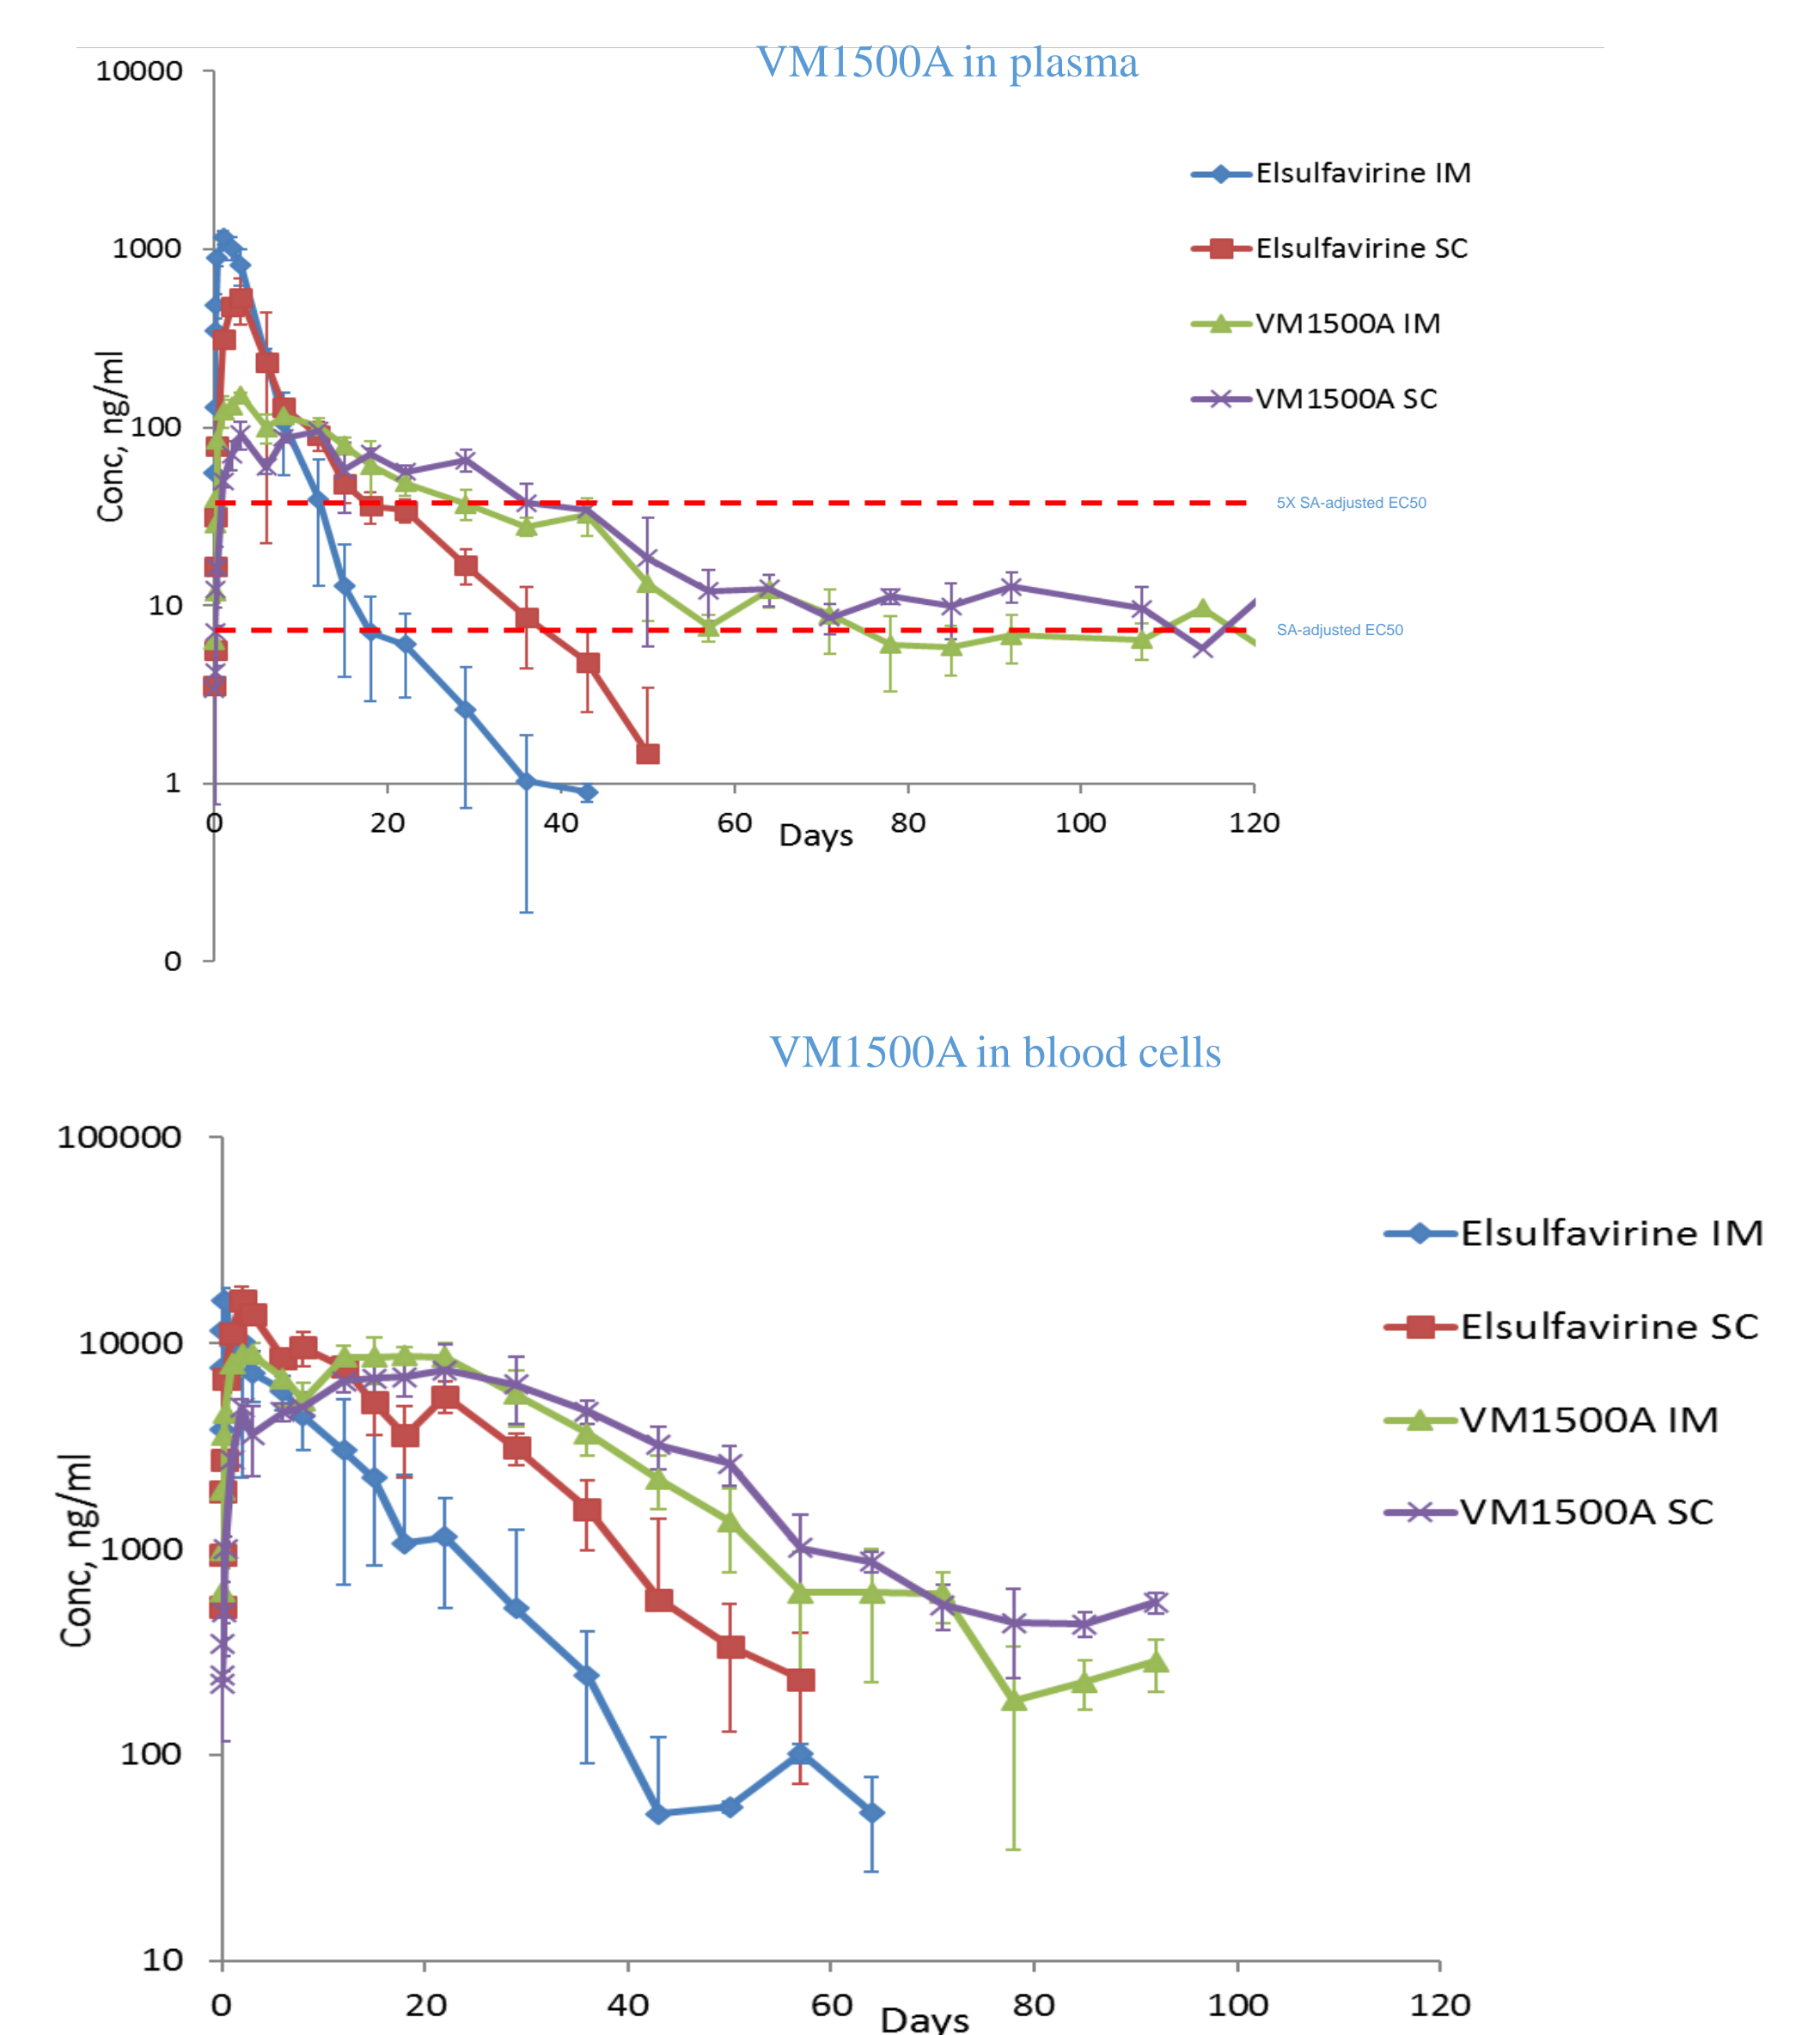 VM1500A in plasma
10000
1000
100
10
1
0
Conc, ng/ml
0 20 40 60 80 100 120
Days
Elsulfavirine IM
Elsulfavirine SC
VM1500A IM
VM1500A SC
5X SA-adjusted EC50
SA-adjusted EC50
VM1500A in blood cells
100000
10000
1000
100
10
Conc, ng/ml
0 20 40 60 80 100 120
Days
Elsulfavirine IM
Elsulfavirine SC
VM1500A IM
VM1500A SC